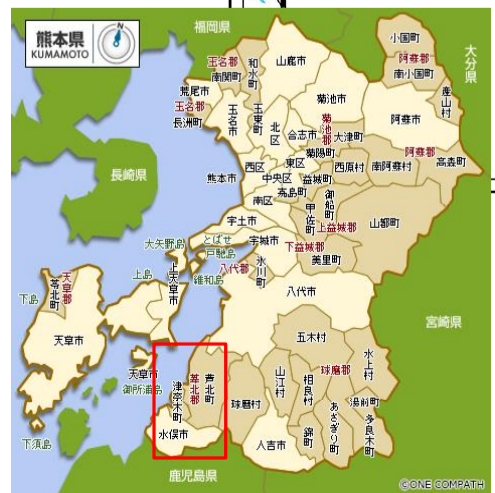 福岡県
熊本県
KUMAMOTO
小国町
阿蘇郡
南小国町
大分県
産山村
玉名郡
南関町
和水町
山鹿市
菊池市
阿蘇市
荒尾市
玉名郡
長洲町
玉名市
玉東町
北区
合志市
菊池郡
大津町
菊陽町
西区
東区
中央区
益城町
西原村
南阿蘇村
阿蘇郡
高森町
長崎県
熊本市
南区
嘉島町
御船町
甲佐町
上益城郡
山都町
宇土市
大矢野島
とばせ
戸馳島
宇城市
下益城郡
美里町
上島
上天草市
維和島
八代郡
氷川町
下島
天草郡
苓北町
八代市
天草市
宮崎県
五木村
水上村
天草市
御所浦島
津奈木町
葦北郡
芦北町
球磨村
山江村
相良村
球磨郡
湯前町
あさぎり町
多良木町
錦町
水俣市
人吉市
下須島
鹿児島県
©ONE COMPATH